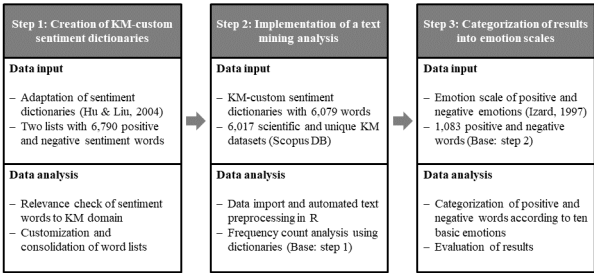 Step 1: Creation of KM-custom
sentiment dictionaries
Data input
– Adaptation of sentiment
dictionaries (Hu & Liu, 2004)
– Two lists with 6,790 positive
and negative sentiment words
Data analysis
– Relevance check of sentiment
words to KM domain
– Customization and
consolidation of word lists
Step 2: Implementation of a text
mining analysis
Data input
– KM-custom sentiment
dictionaries with 6,079 words
– 6,017 scientific and unique KM
datasets (Scopus DB)
Data analysis
– Data import and automated text
preprocessing in R
– Frequency count analysis using
dictionaries (Base: step 1)
Step 3: Categorization of results
into emotion scales
Data input
– Emotion scale of positive and
negative emotions (Izard, 1997)
– 1,083 positive and negative
words (Base: step 2)
Data analysis
– Categorization of positive and
negative words according to ten
basic emotions
– Evaluation of results